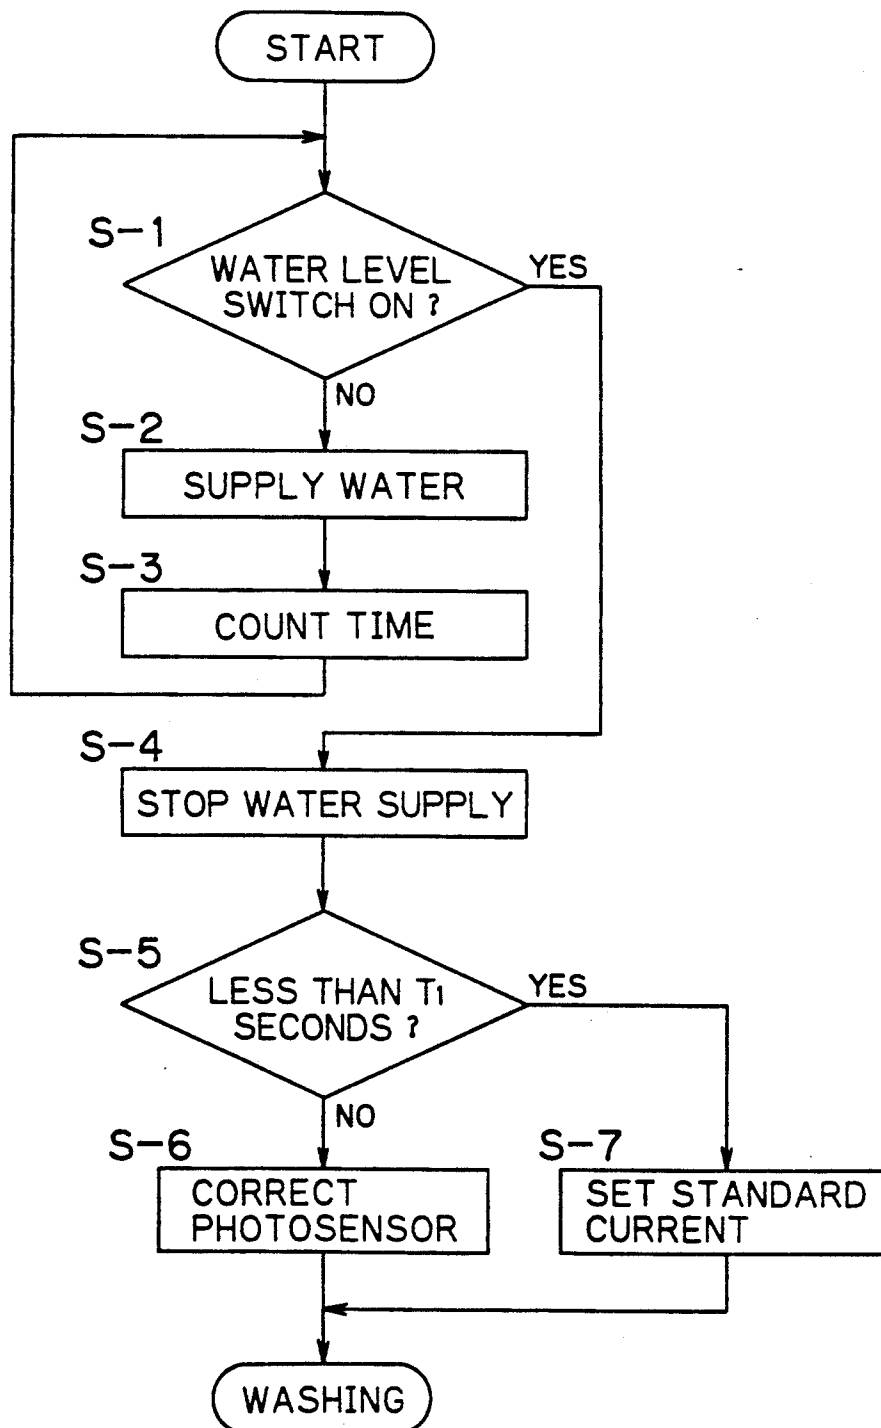 START
S-1
WATER LEVEL
SWITCH ON ?
YES
NO
S-2
SUPPLY WATER
S-3
COUNT TIME
S-4
STOP WATER SUPPLY
S-5
LESS THAN T1
SECONDS ?
YES
NO
S-6
CORRECT
PHOTOSENSOR
S-7
SET STANDARD
CURRENT
WASHING